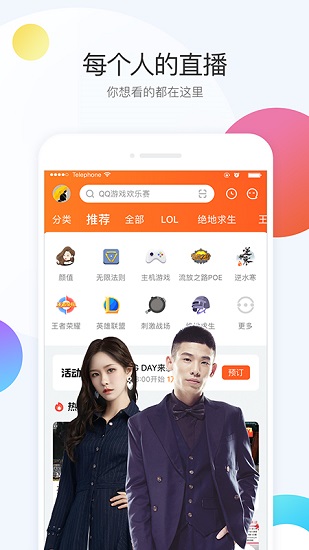 每个人的直播
你想看的都在这里
Telephone
QQ游戏欢乐赛
分类 推荐 全部 LOL 绝地求生 王
颜值 无限法则 主机游戏 流放之路POE 逆水寒
王者荣耀 英雄联盟 刺激战场 绝地求生 更多
活动 G DAY来 预订
:00开始
热